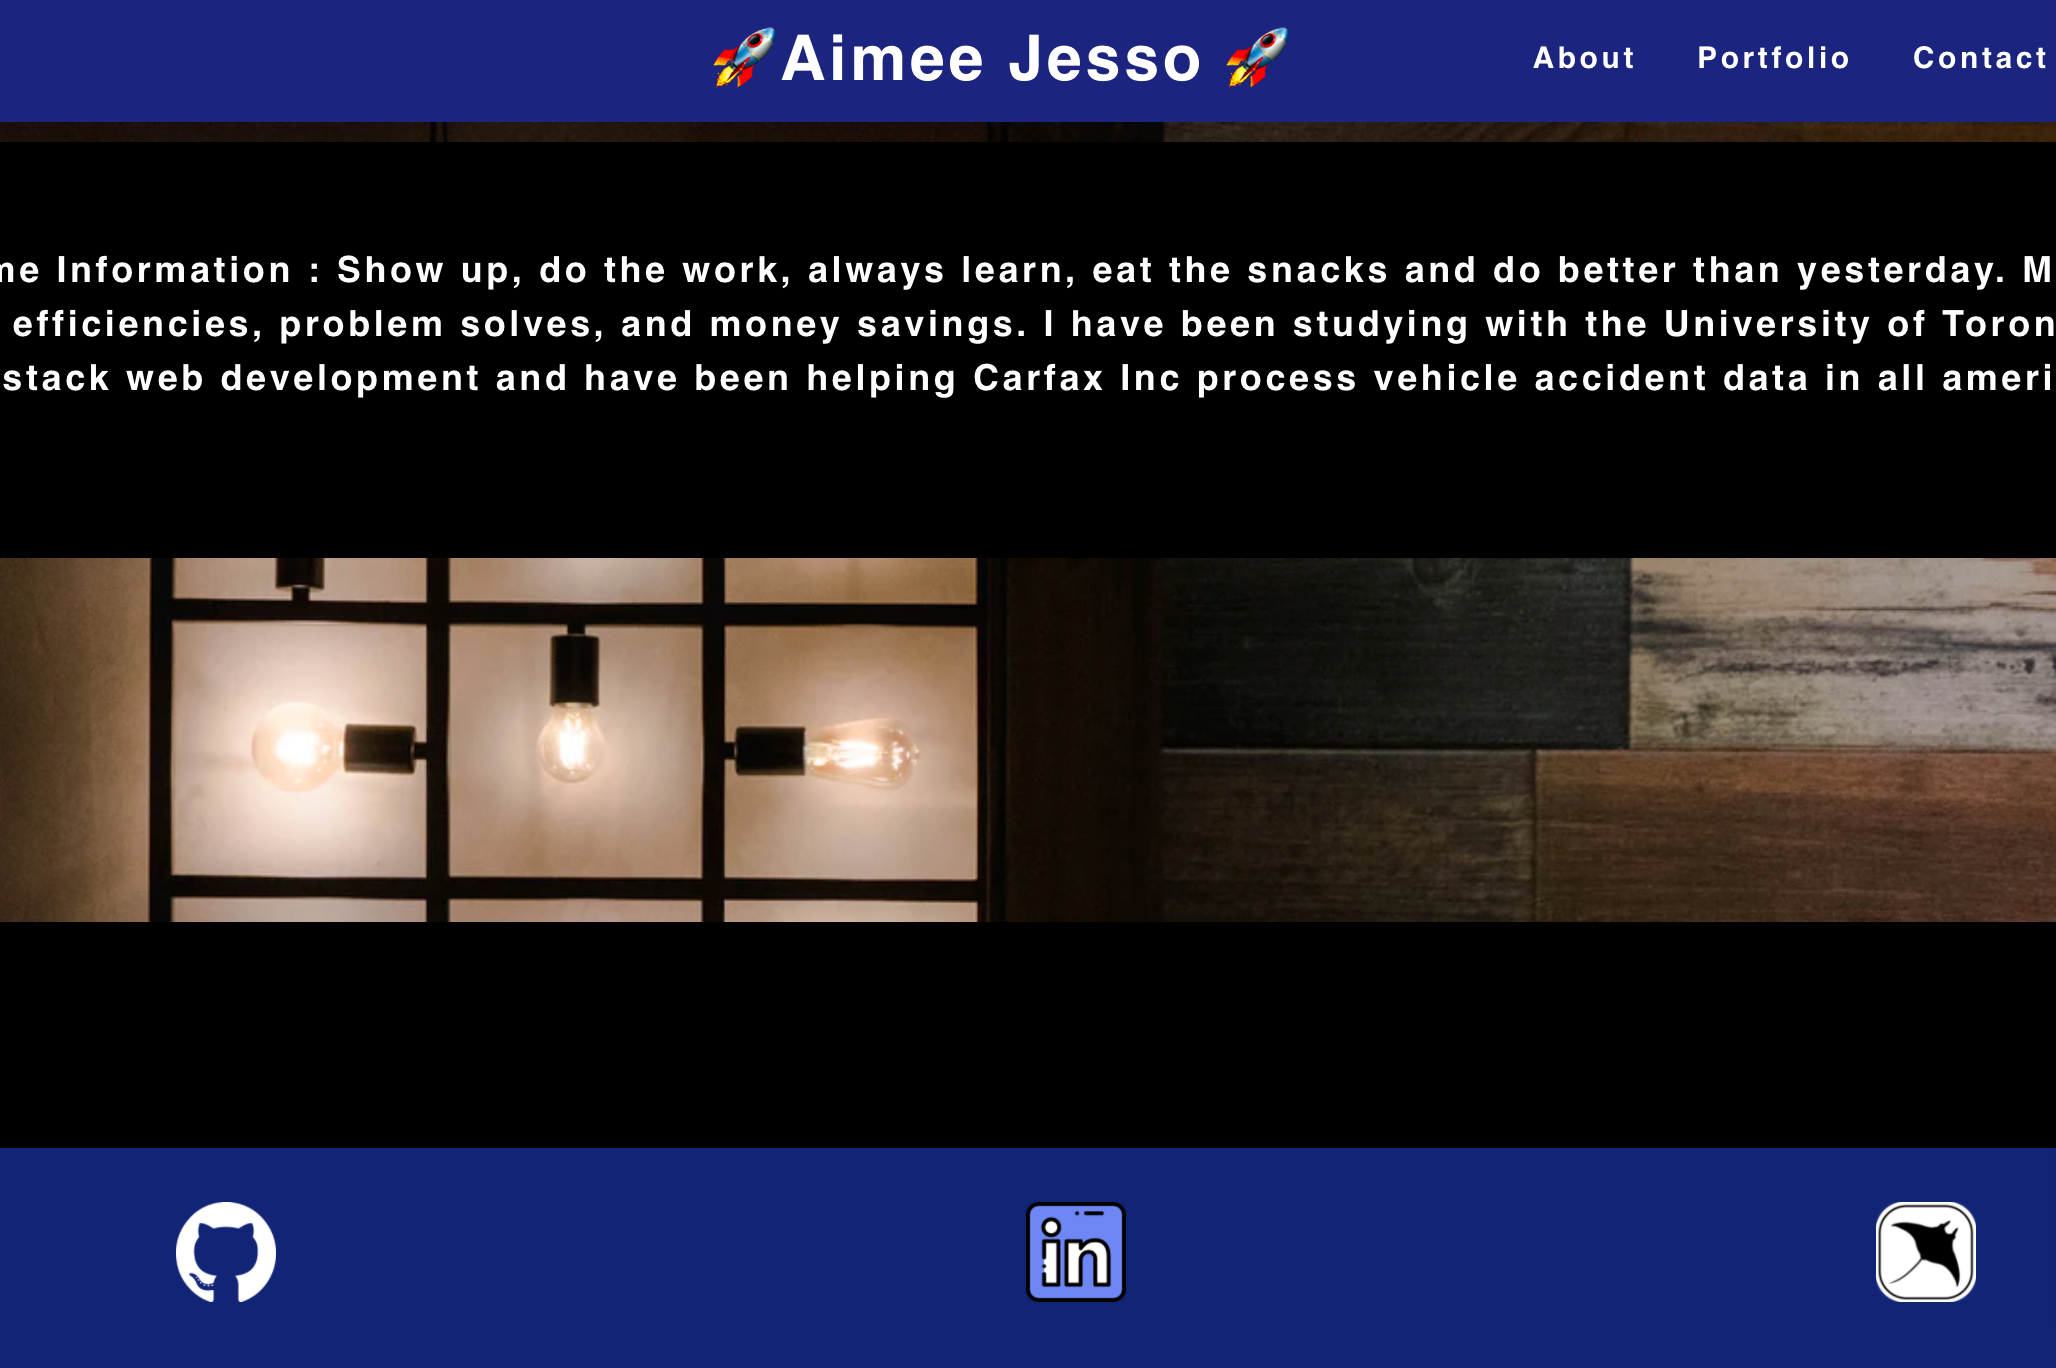 🚀Aimee Jesso 🚀
About Portfolio Contact
me Information : Show up, do the work, always learn, eat the snacks and do better than yesterday. M
efficiencies, problem solves, and money savings. I have been studying with the University of Toron
stack web development and have been helping Carfax Inc process vehicle accident data in all ameri
in